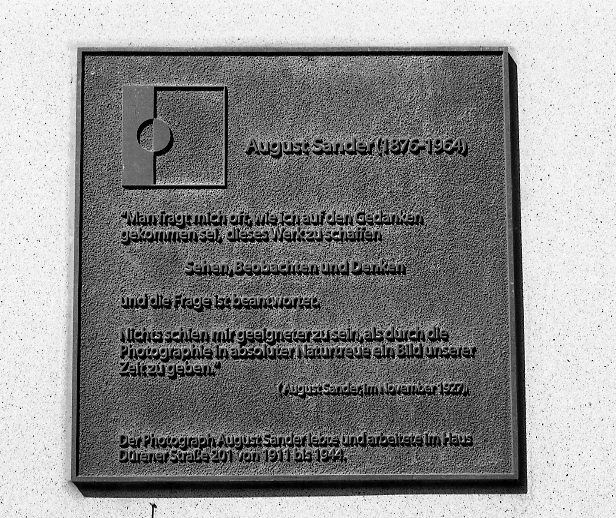 August Sander (1876-1964)
"Man fragt mich oft, wie ich auf den Gedanken
gekommen sei, dieses Werk zu schaffen
Sehen, Beobachten und Denken
und die Frage ist beantwortet.
Nichts schien mir geeigneter zu sein, als durch die
Photographie in absoluter Naturtreue ein Bild unserer
Zeit zu geben."
(August Sander, im November 1927)
Der Photograph August Sander lebte und arbeitete im Haus
Dürener Straße 201 von 1911 bis 1944.